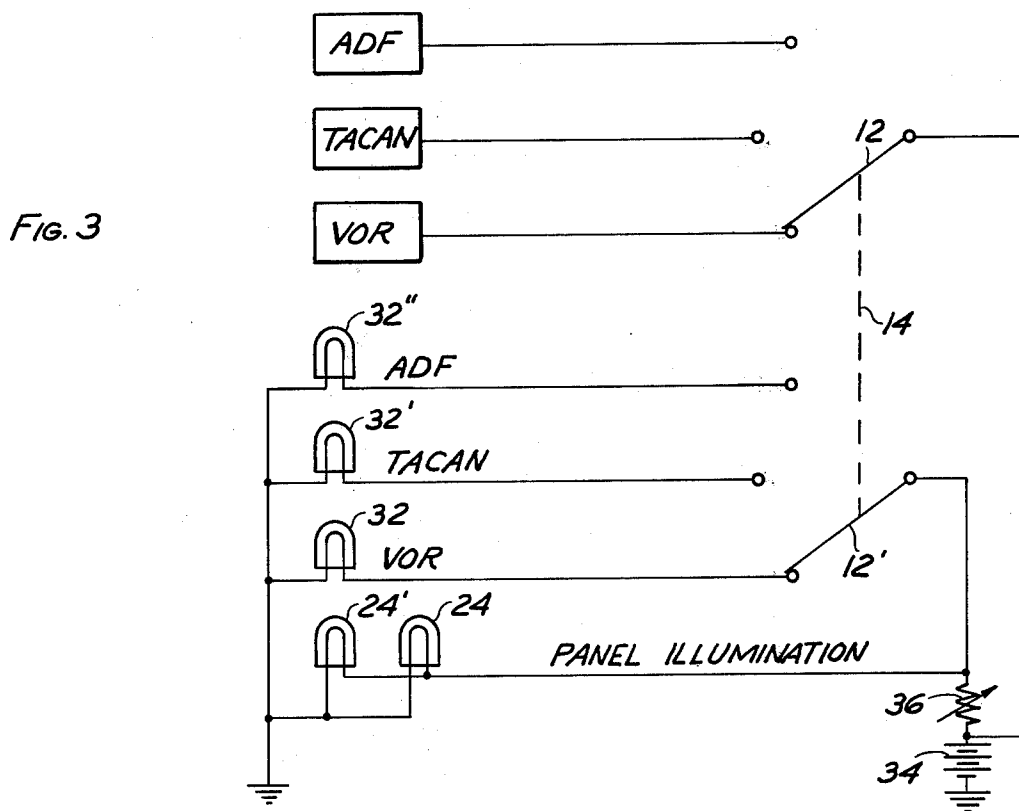 ADF
TACAN
12
FIG. 3
VOR
14
32"
ADF
32'
TACAN
32
VOR
12'
24'
24
PANEL ILLUMINATION
36
34